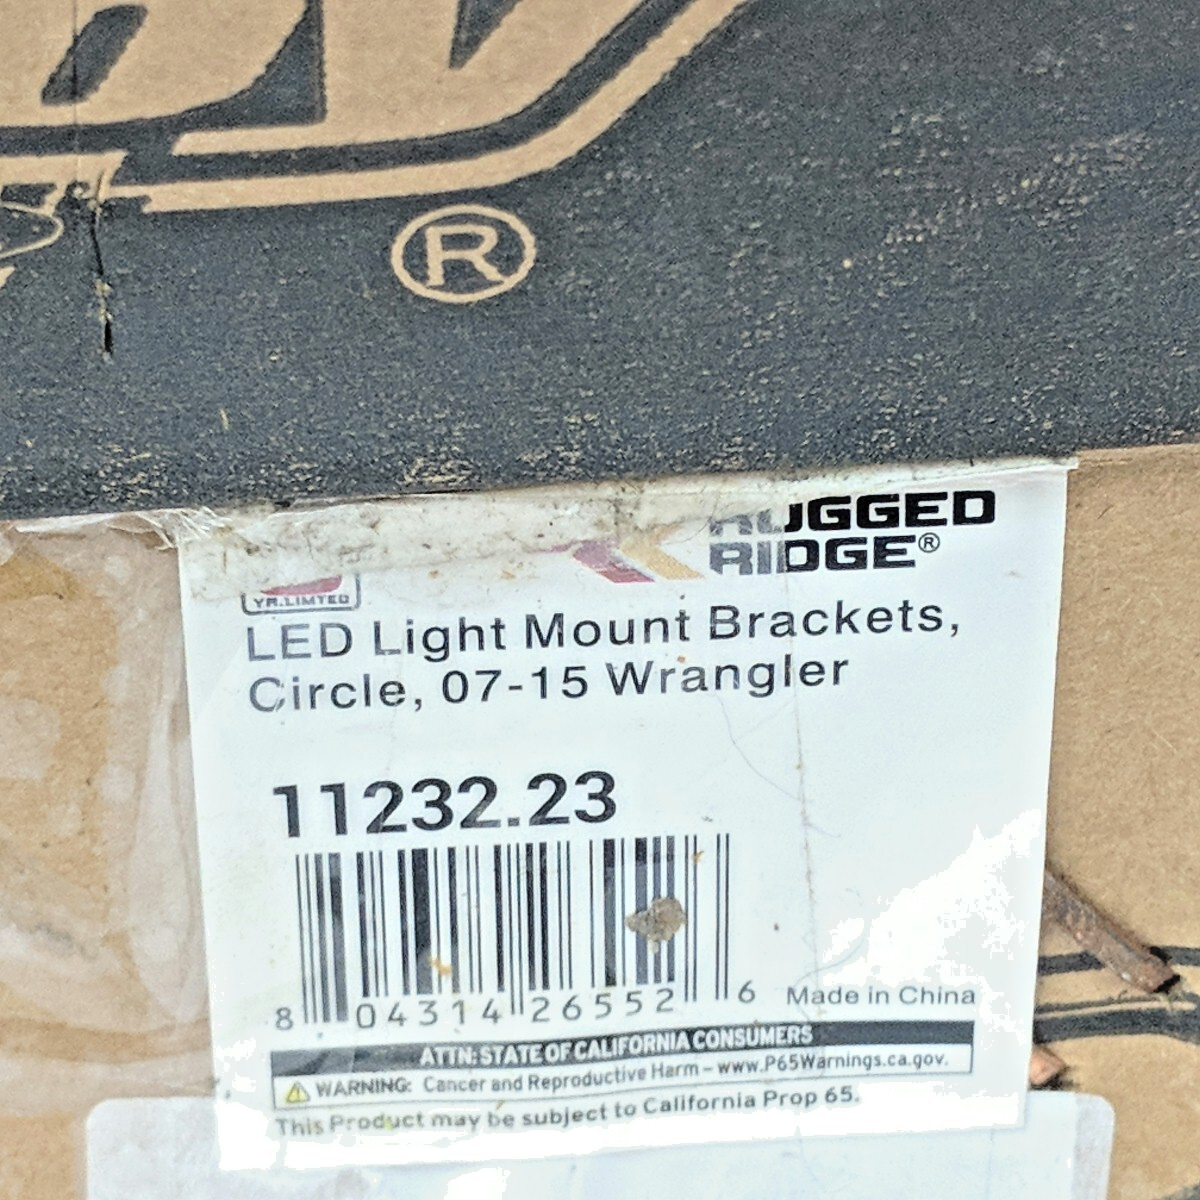 ®
RUGGED
RIDGE®
YR.LIMTED
LED Light Mount Brackets,
Circle, 07-15 Wrangler
11232.23
8 04314 26552 6
Made in China
ATTN: STATE OF CALIFORNIA CONSUMERS
WARNING: Cancer and Reproductive Harm – www.P65Warnings.ca.gov.
This Product may be subject to California Prop 65.